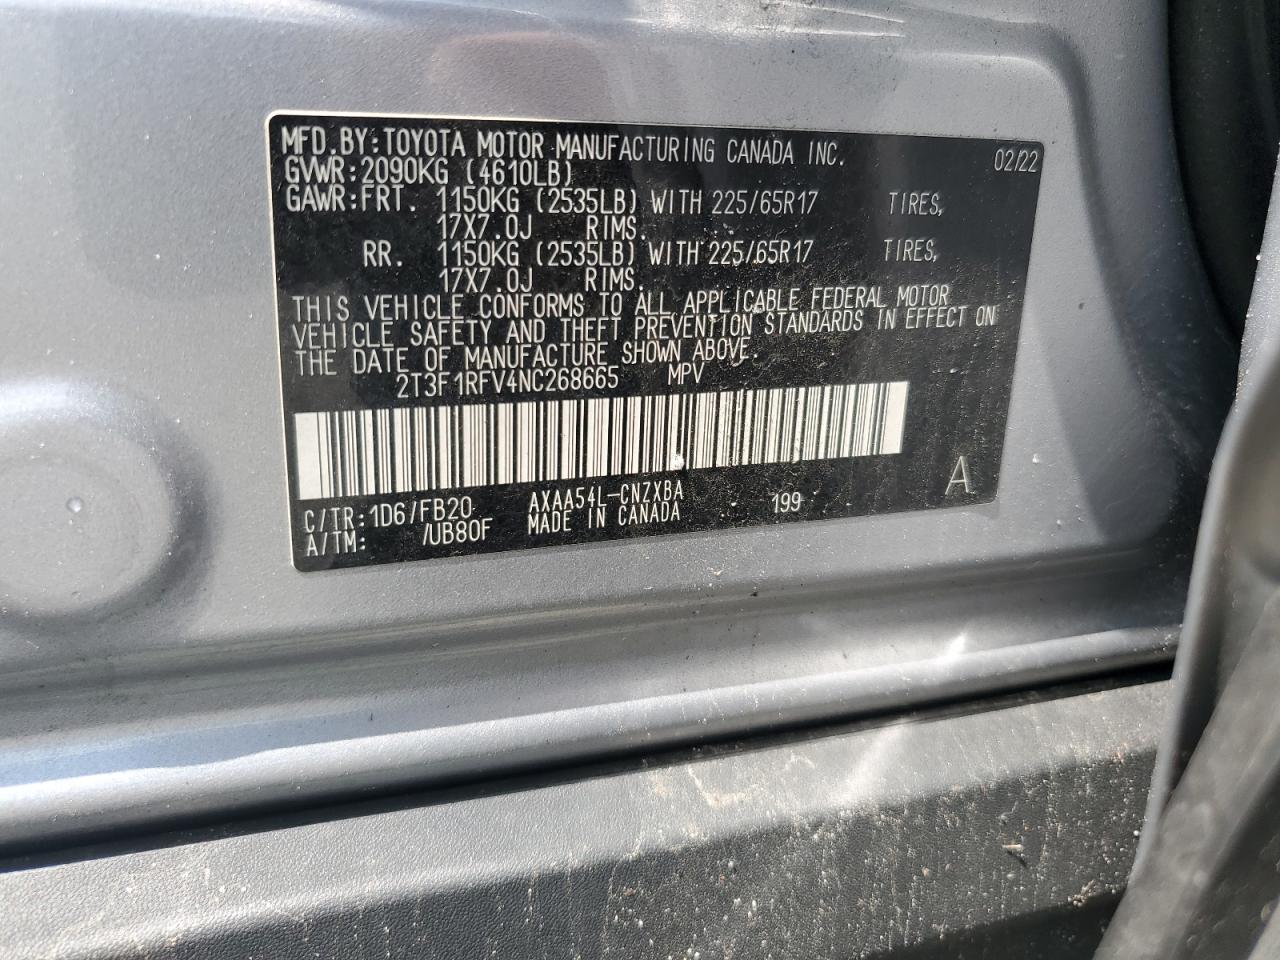 MFD.BY:TOYOTA MOTOR MANUFACTURING CANADA INC. 02/22
GVWR:2090KG (4610LB)
GAWR:FRT. 1150KG (2535LB) WITH 225/65R17 TIRES,
17X7.0J RIMS.
RR. 1150KG (2535LB) WITH 225/65R17 TIRES,
17X7.0J RIMS.
THIS VEHICLE CONFORMS TO ALL APPLICABLE FEDERAL MOTOR
VEHICLE SAFETY AND THEFT PREVENTION STANDARDS IN EFFECT ON
THE DATE OF MANUFACTURE SHOWN ABOVE.
2T3F1RFV4NC268665 MPV
C/TR:1D6/FB20 AXAA54L-CNZXBA 199 A
A/TM: /UB80F MADE IN CANADA